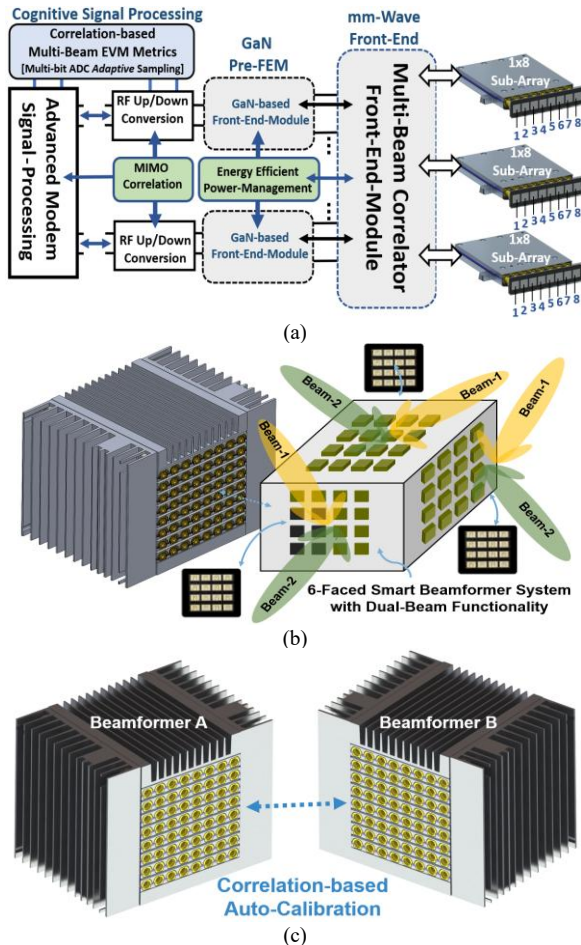 Cognitive Signal Processing
Correlation-based
Multi-Beam EVM Metrics
[Multi-bit ADC Adaptive Sampling]
GaN
Pre-FEM
mm-Wave
Front-End
Advanced Modem
Signal-Processing
RF Up/Down
Conversion
MIMO
Correlation
RF Up/Down
Conversion
GaN-based
Front-End-Module
Energy Efficient
Power-Management
GaN-based
Front-End-Module
Multi-Beam Correlator
Front-End-Module
1x8
Sub-Array
1 2 3 4 5 6 7 8
1x8
Sub-Array
1 2 3 4 5 6 7 8
1x8
Sub-Array
1 2 3 4 5 6 7 8
(a)
Beam-1
Beam-2
Beam-2
Beam-1
Beam-1
Beam-2
6-Faced Smart Beamformer System
with Dual-Beam Functionality
(b)
Beamformer A
Beamformer B
Correlation-based
Auto-Calibration
(c)